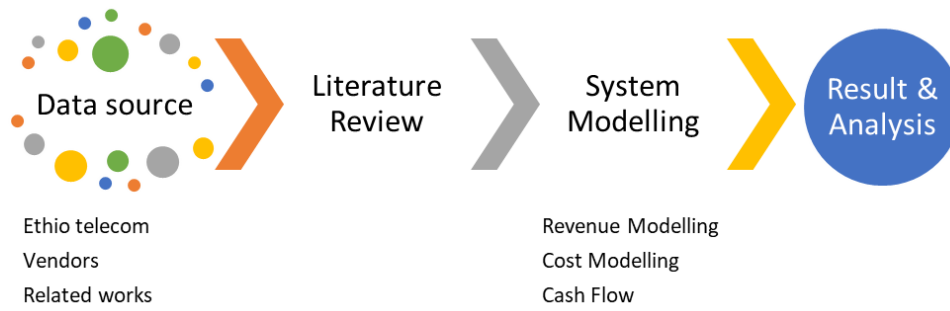 Data source
Literature
Review
System
Modelling
Result &
Analysis
Ethio telecom
Vendors
Related works
Revenue Modelling
Cost Modelling
Cash Flow